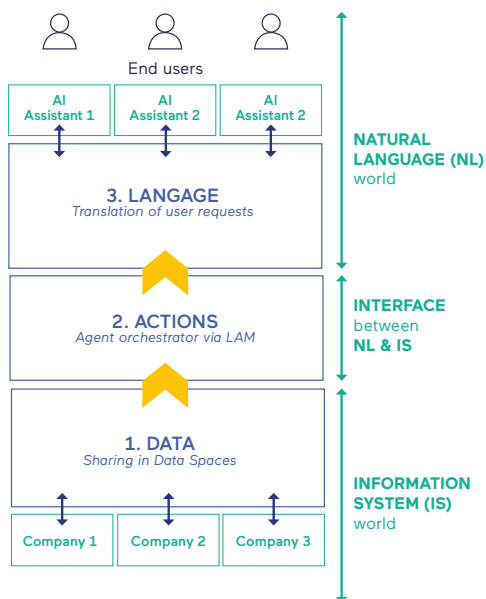 End users
AI
Assistant 1
AI
Assistant 2
AI
Assistant 2
3. LANGAGE
Translation of user requests
NATURAL
LANGUAGE (NL)
world
2. ACTIONS
Agent orchestrator via LAM
INTERFACE
between
NL & IS
1. DATA
Sharing in Data Spaces
INFORMATION
SYSTEM (IS)
world
Company 1
Company 2
Company 3